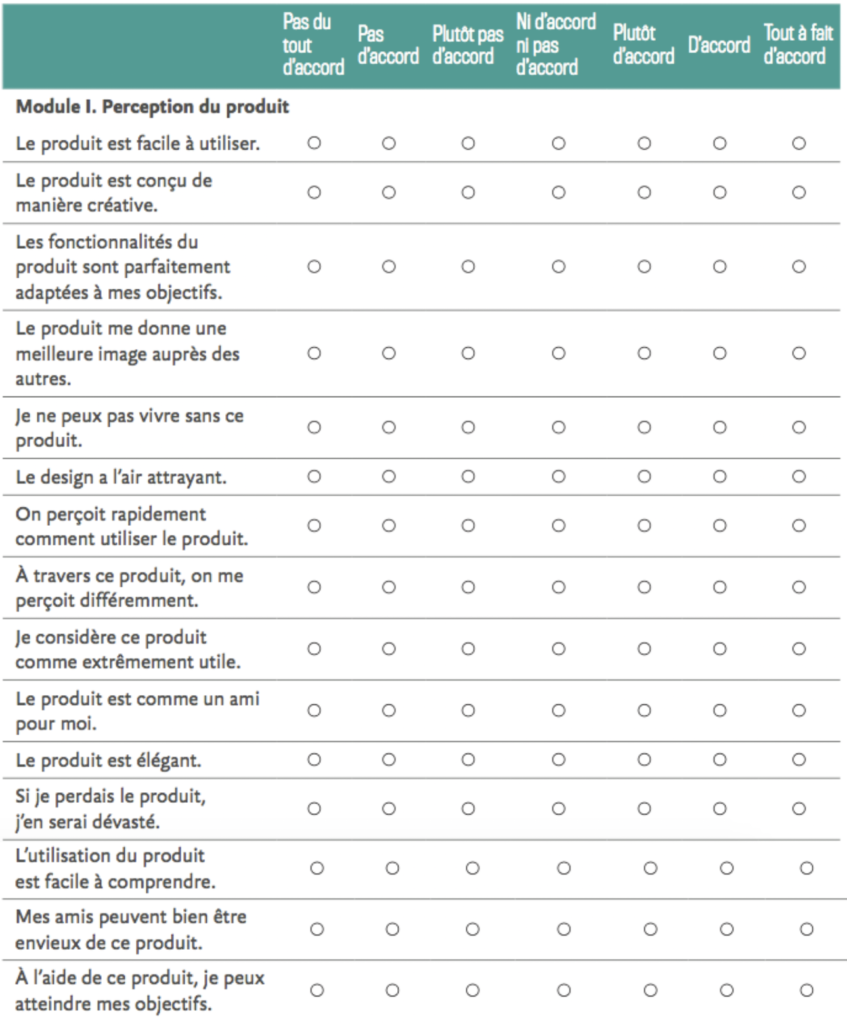 Pas du tout d'accord
Pas d'accord
Plutôt pas d'accord
Ni d'accord ni pas d'accord
Plutôt d'accord
D'accord
Tout à fait d'accord
Module I. Perception du produit
Le produit est facile à utiliser.
Le produit est conçu de
manière créative.
Les fonctionnalités du
produit sont parfaitement
adaptées à mes objectifs.
Le produit me donne une
meilleure image auprès des
autres.
Je ne peux pas vivre sans ce
produit.
Le design a l'air attrayant.
On perçoit rapidement
comment utiliser le produit.
À travers ce produit, on me
perçoit différemment.
Je considère ce produit
comme extrêmement utile.
Le produit est comme un ami
pour moi.
Le produit est élégant.
Si je perdais le produit,
j'en serai dévasté.
L'utilisation du produit
est facile à comprendre.
Mes amis peuvent bien être
envieux de ce produit.
À l'aide de ce produit, je peux
atteindre mes objectifs.